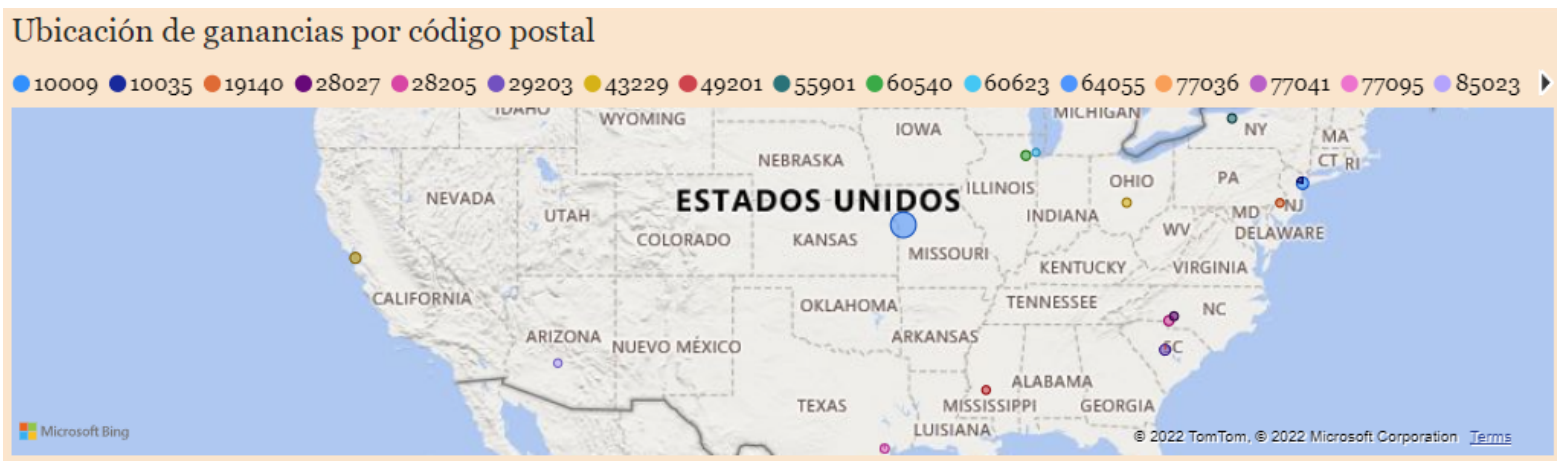 Ubicación de ganancias por código postal
10009 10035 19140 28027 28205 29203 43229 49201 55901 60540 60623 64055 77036 77041 77095 85023
IDAHO
WYOMING
IOWA
MICHIGAN
NY
MA
CT RI
NEBRASKA
ILLINOIS
OHIO
PA
NEVADA
UTAH
ESTADOS UNIDOS
INDIANA
MD
NJ
COLORADO
KANSAS
MISSOURI
WV
DELAWARE
KENTUCKY
VIRGINIA
CALIFORNIA
OKLAHOMA
TENNESSEE
NC
ARIZONA
NUEVO MÉXICO
ARKANSAS
SC
ALABAMA
TEXAS
MISSISSIPPI
GEORGIA
LUISIANA
Microsoft Bing
© 2022 TomTom, © 2022 Microsoft Corporation Terms